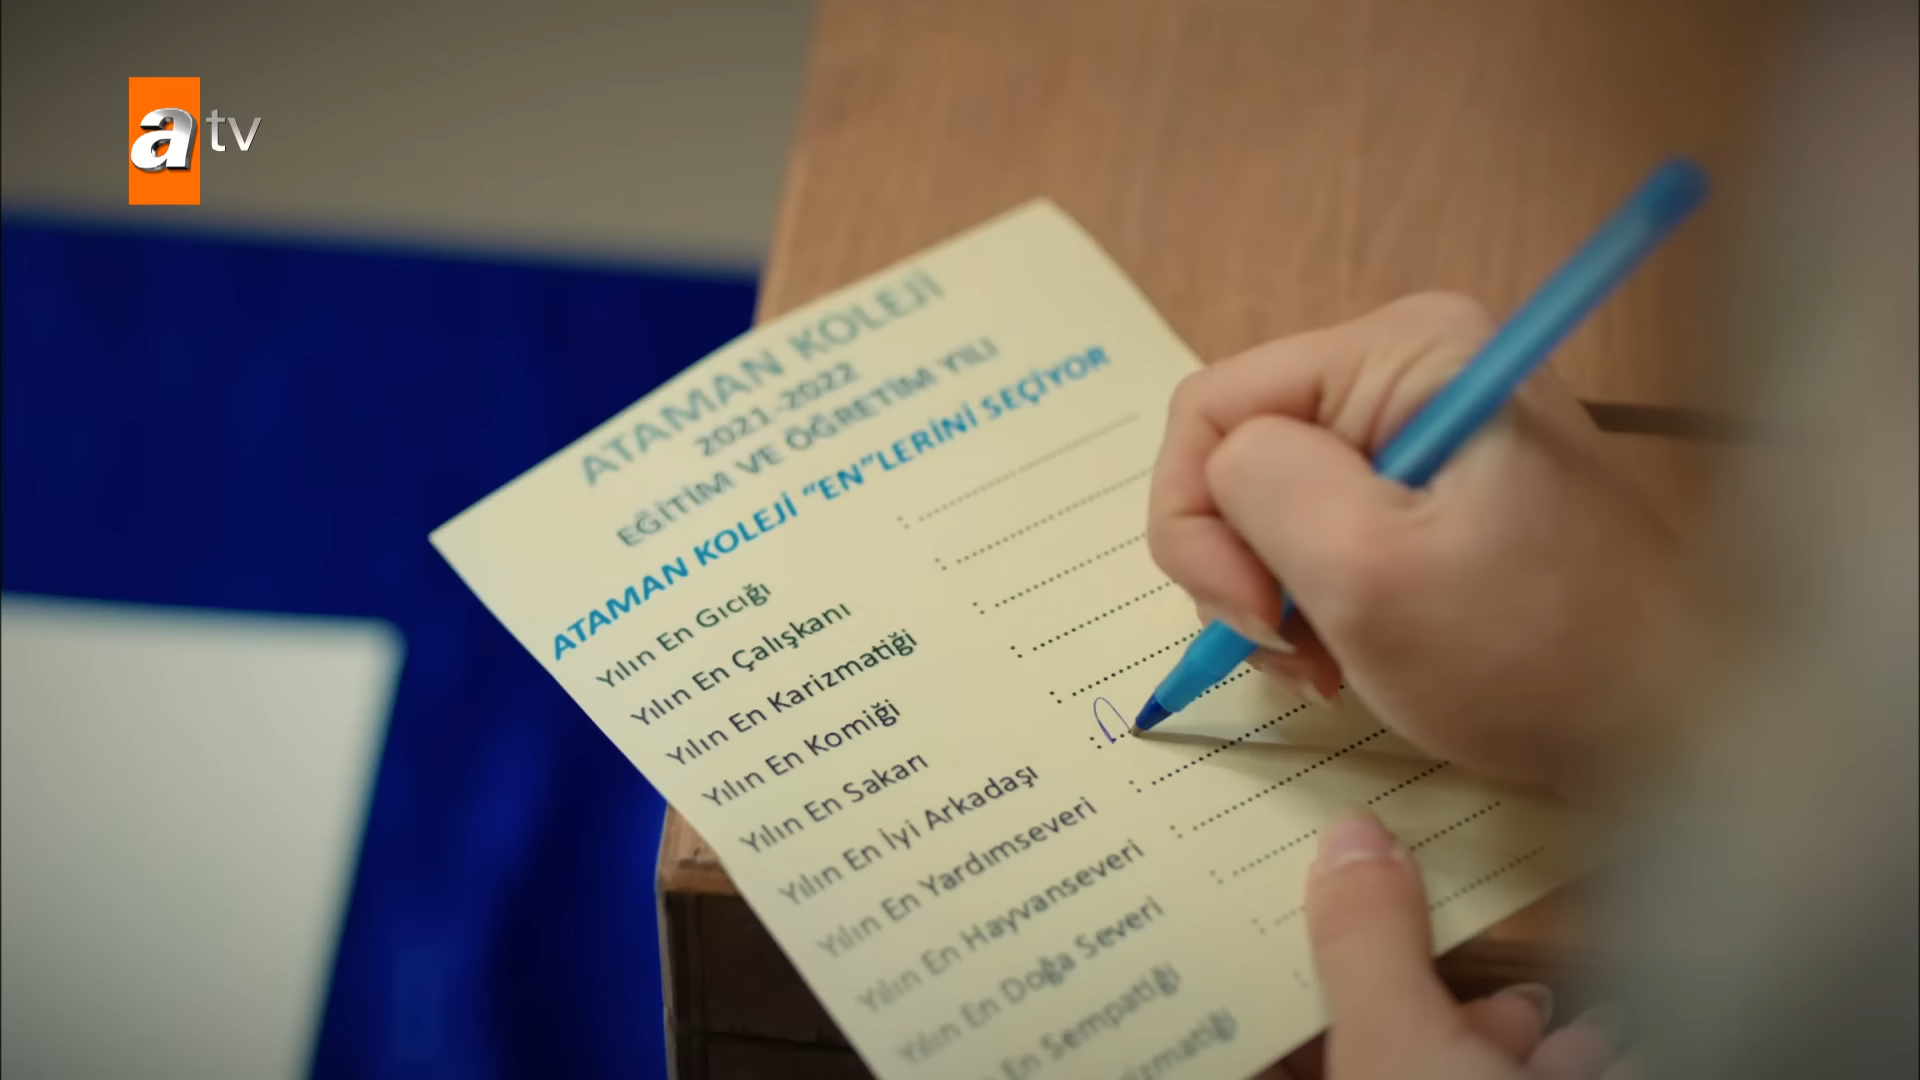 atv
ATAMAN KOLEJİ
2021-2022
EĞİTİM VE ÖĞRETİM YILI
ATAMAN KOLEJİ "EN"LERİNİ SEÇİYOR
Yılın En Gıcığı :
Yılın En Çalışkanı :
Yılın En Karizmatiği :
Yılın En Komiği :
Yılın En Sakarı :
Yılın En İyi Arkadaşı :
Yılın En Yardımseveri :
Yılın En Hayvanseveri :
Yılın En Doğa Severi :
En Sempatiği :